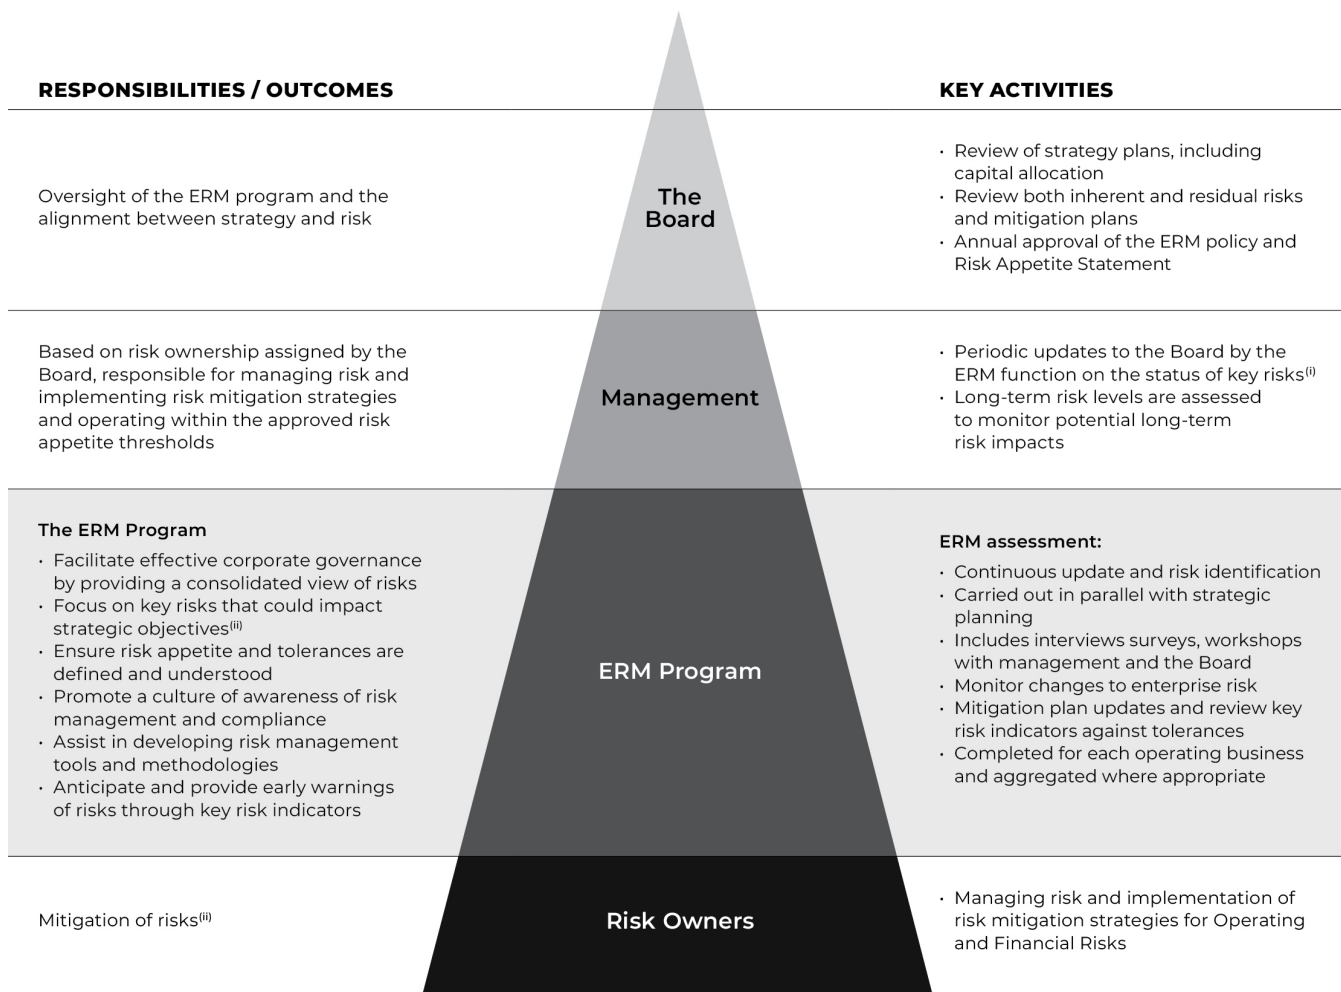 RESPONSIBILITIES / OUTCOMES
KEY ACTIVITIES
Oversight of the ERM program and the
alignment between strategy and risk
The
Board
• Review of strategy plans, including
capital allocation
• Review both inherent and residual risks
and mitigation plans
• Annual approval of the ERM policy and
Risk Appetite Statement
Based on risk ownership assigned by the
Board, responsible for managing risk and
implementing risk mitigation strategies
and operating within the approved risk
appetite thresholds
Management
• Periodic updates to the Board by the
ERM function on the status of key risks(i)
• Long-term risk levels are assessed
to monitor potential long-term
risk impacts
The ERM Program
• Facilitate effective corporate governance
by providing a consolidated view of risks
• Focus on key risks that could impact
strategic objectives(ii)
• Ensure risk appetite and tolerances are
defined and understood
• Promote a culture of awareness of risk
management and compliance
• Assist in developing risk management
tools and methodologies
• Anticipate and provide early warnings
of risks through key risk indicators
ERM Program
ERM assessment:
• Continuous update and risk identification
• Carried out in parallel with strategic
planning
• Includes interviews surveys, workshops
with management and the Board
• Monitor changes to enterprise risk
• Mitigation plan updates and review key
risk indicators against tolerances
• Completed for each operating business
and aggregated where appropriate
Mitigation of risks(ii)
Risk Owners
• Managing risk and implementation of
risk mitigation strategies for Operating
and Financial Risks